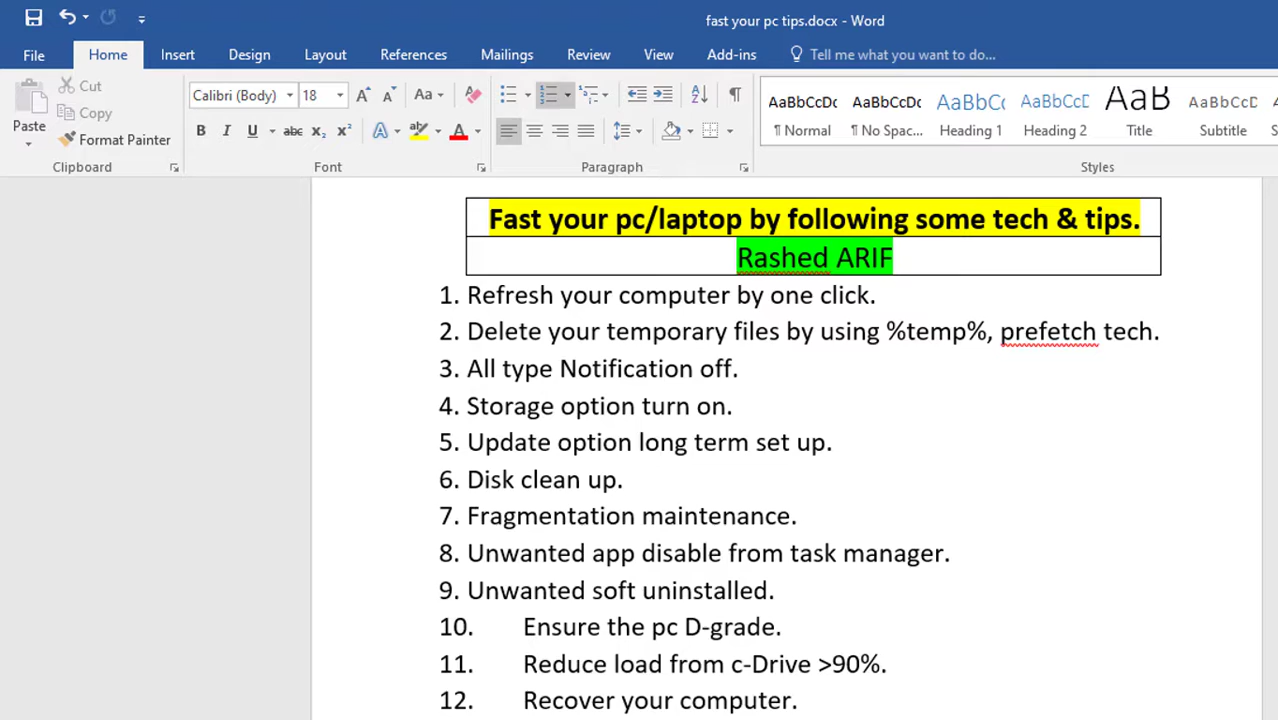 fast your pc tips.docx - Word
File Home Insert Design Layout References Mailings Review View Add-ins Tell me what you want to do...
Paste
Cut
Copy
Format Painter
Clipboard
Calibri (Body) 18
Aa
B I U abc x₂ x² A A
Font
Paragraph
AaBbCcDc AaBbCcDc AaBbCc AaBbCcC AaB AaBbCcD
¶ Normal ¶ No Spac... Heading 1 Heading 2 Title Subtitle
Styles
Fast your pc/laptop by following some tech & tips.
Rashed ARIF
1. Refresh your computer by one click.
2. Delete your temporary files by using %temp%, prefetch tech.
3. All type Notification off.
4. Storage option turn on.
5. Update option long term set up.
6. Disk clean up.
7. Fragmentation maintenance.
8. Unwanted app disable from task manager.
9. Unwanted soft uninstalled.
10. Ensure the pc D-grade.
11. Reduce load from c-Drive >90%.
12. Recover your computer.